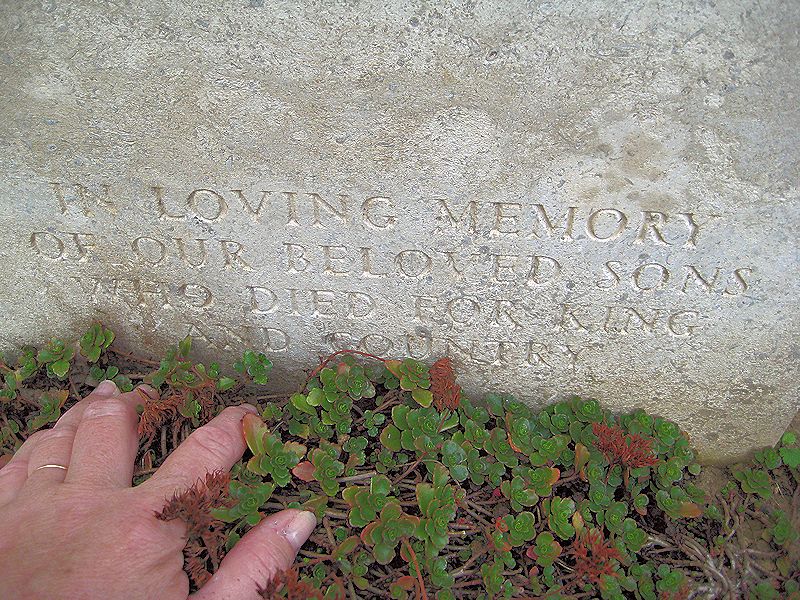 IN LOVING MEMORY
OF OUR BELOVED SONS
WHO DIED FOR KING
AND COUNTRY